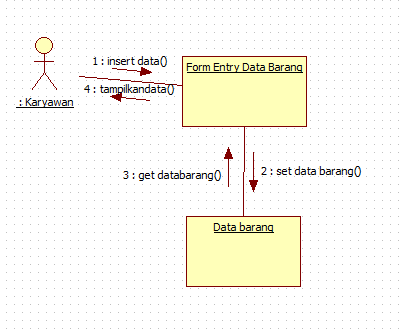 1 : insert data()
Form Entry Data Barang
4 : tampilkandata()
: Karyawan
3 : get databarang()
2 : set data barang()
Data barang